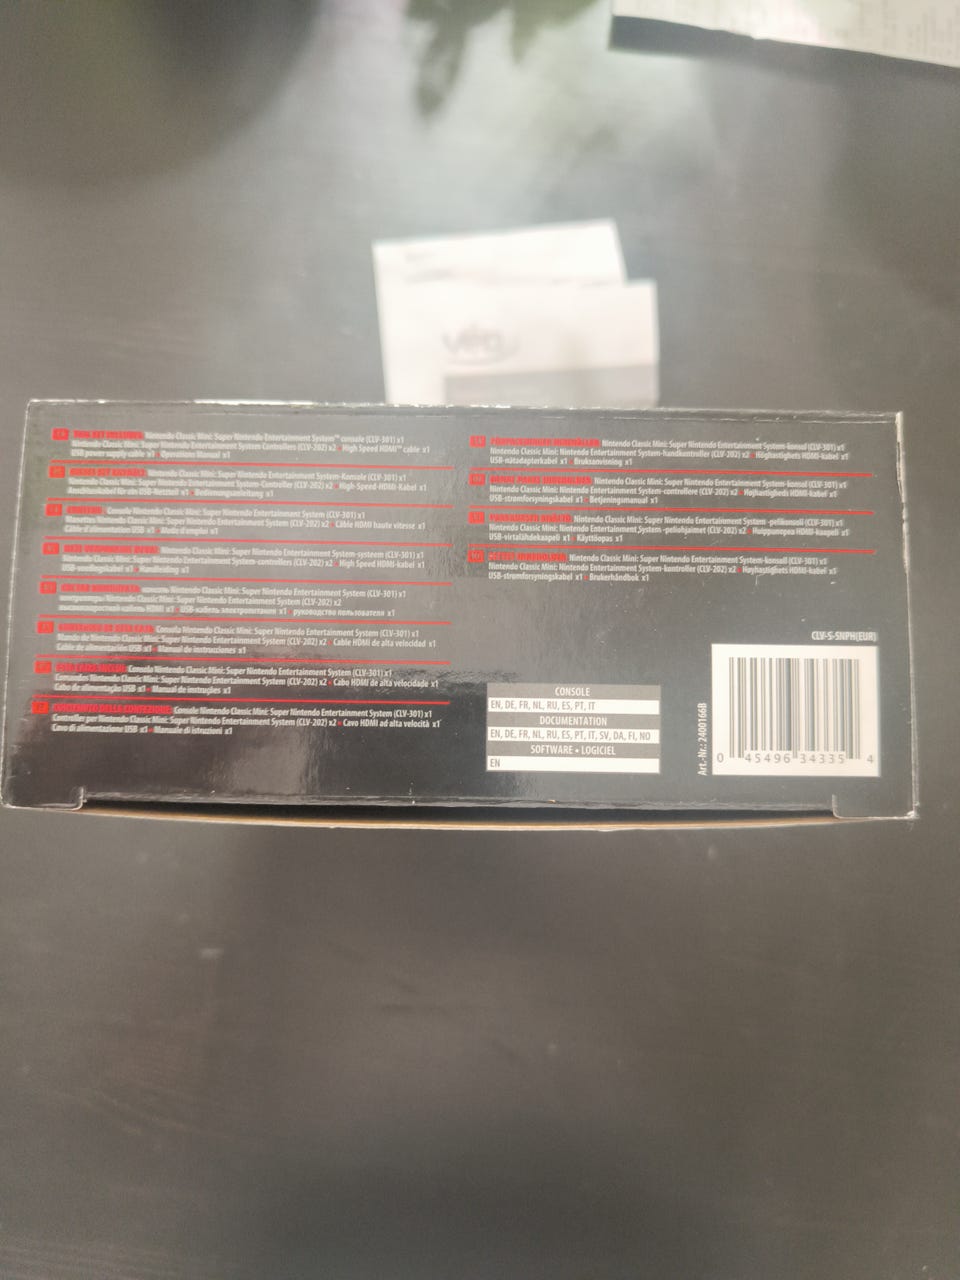 THIS SET INCLUDES: Nintendo Classic Mini: Super Nintendo Entertainment System™ console (CLV-301) x1
Nintendo Classic Mini: Super Nintendo Entertainment System-Controllers (CLV-202) x2 • High Speed HDMI™ cable x1
USB power supply cable x1 • Operations Manual x1
Nintendo Classic Mini: Super Nintendo Entertainment System-Konsole (CLV-301) x1
Nintendo Classic Mini: Super Nintendo Entertainment System-Controller (CLV-202) x2 • High-Speed-HDMI-Kabel x1
Anschlusskabel für ein USB-Netzteil x1 • Bedienungsanleitung x1
Console Nintendo Classic Mini: Super Nintendo Entertainment System (CLV-301) x1
Manettes Nintendo Classic Mini: Super Nintendo Entertainment System (CLV-202) x2 • Câble HDMI haute vitesse x1
Câble d'alimentation USB x1 • Mode d'emploi x1
Nintendo Classic Mini: Super Nintendo Entertainment System-systeem (CLV-301) x1
Nintendo Classic Mini: Super Nintendo Entertainment System-controllers (CLV-202) x2 • High Speed HDMI-kabel x1
USB-voedingskabel x1 • Handleiding x1
консоль Nintendo Classic Mini: Super Nintendo Entertainment System (CLV-301) x1
Nintendo Classic Mini: Super Nintendo Entertainment System (CLV-202) x2
высокоскоростной кабель HDMI x1 • USB-кабель электропитания x1 • руководство пользователя x1
Consola Nintendo Classic Mini: Super Nintendo Entertainment System (CLV-301) x1
Mando de Nintendo Classic Mini: Super Nintendo Entertainment System (CLV-202) x2 • Cable HDMI de alta velocidad x1
Cable de alimentación USB x1 • Manual de instrucciones x1
Consola Nintendo Classic Mini: Super Nintendo Entertainment System (CLV-301) x1
Comandos Nintendo Classic Mini: Super Nintendo Entertainment System (CLV-202) x2 • Cabo HDMI de alta velocidade x1
Cabo de alimentação USB x1 • Manual de instruções x1
CONTENUTO DELLA CONFEZIONE: Console Nintendo Classic Mini: Super Nintendo Entertainment System (CLV-301) x1
Controller per Nintendo Classic Mini: Super Nintendo Entertainment System (CLV-202) x2 • Cavo HDMI ad alta velocità x1
Cavo di alimentazione USB x1 • Manuale di istruzioni x1
Nintendo Classic Mini: Super Nintendo Entertainment System-konsol (CLV-301) x1
Nintendo Classic Mini: Nintendo Entertainment System-handkontroller (CLV-202) x2 • Höghastighets HDMI-kabel x1
USB-nätadapterkabel x1 • Bruksanvisning x1
Nintendo Classic Mini: Super Nintendo Entertainment System-konsol (CLV-301) x1
Nintendo Classic Mini: Nintendo Entertainment System-controllere (CLV-202) x2 • Højhastigheds HDMI-kabel x1
USB-strømforsyningskabel x1 • Betjeningsmanual x1
Nintendo Classic Mini: Super Nintendo Entertainment System -pelikonsoli (CLV-301) x1
Nintendo Classic Mini: Nintendo Entertainment System -peliohjaimet (CLV-202) x2 • Huippunopea HDMI-kaapeli x1
USB-virtalähdekaapeli x1 • Käyttöopas x1
Nintendo Classic Mini: Super Nintendo Entertainment System-konsoll (CLV-301) x1
Nintendo Classic Mini: Nintendo Entertainment System-kontroller (CLV-202) x2 • Høyhastighets HDMI-kabel x1
USB-strømforsyningskabel x1 • Brukerhåndbok x1
CONSOLE
EN, DE, FR, NL, RU, ES, PT, IT
DOCUMENTATION
EN, DE, FR, NL, RU, ES, PT, IT, SV, DA, FI, NO
SOFTWARE • LOGICIEL
EN
CLV-S-SNPH(EUR)
Art.-Nr.: 2400166B
0 45496 34335 4